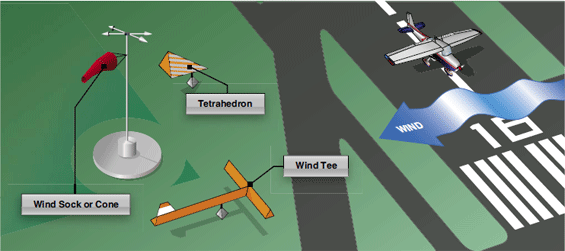 Tetrahedron
WIND
16
Wind Tee
Wind Sock or Cone